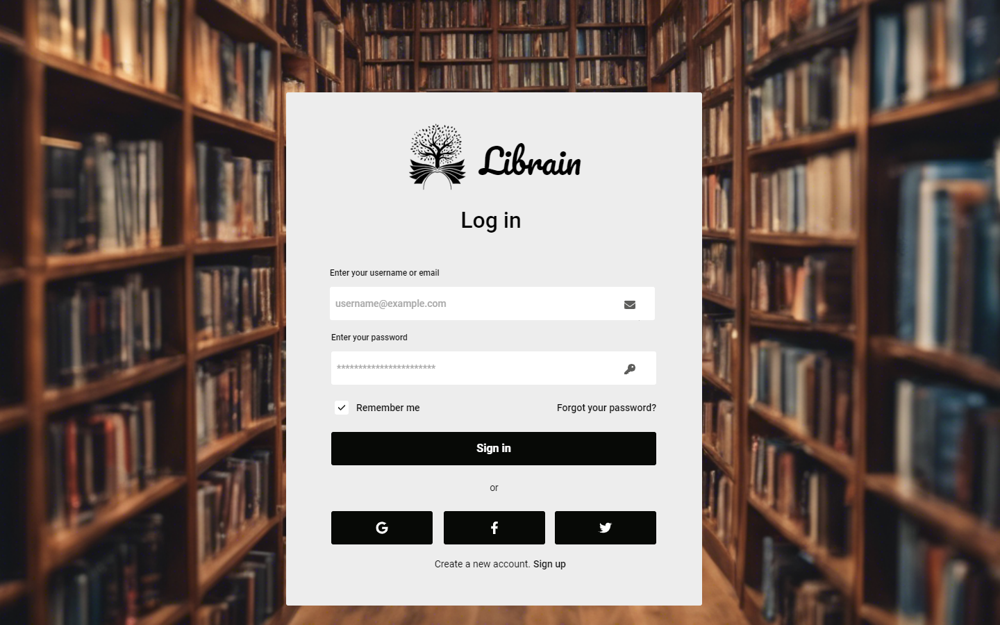 Librain
Log in
Enter your username or email
username@example.com
Enter your password
***********************
Remember me
Forgot your password?
Sign in
or
Create a new account. Sign up